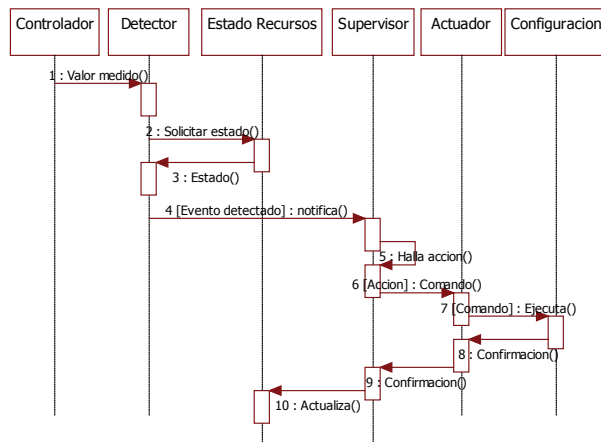 Controlador
Detector
Estado Recursos
Supervisor
Actuador
Configuracion
1 : Valor medido()
2 : Solicitar estado()
3 : Estado()
4 [Evento detectado] : notifica()
5 : Halla accion()
6 [Accion] : Comando()
7 [Comando] : Ejecuta()
8 : Confirmacion()
9 : Confirmacion()
10 : Actualiza()